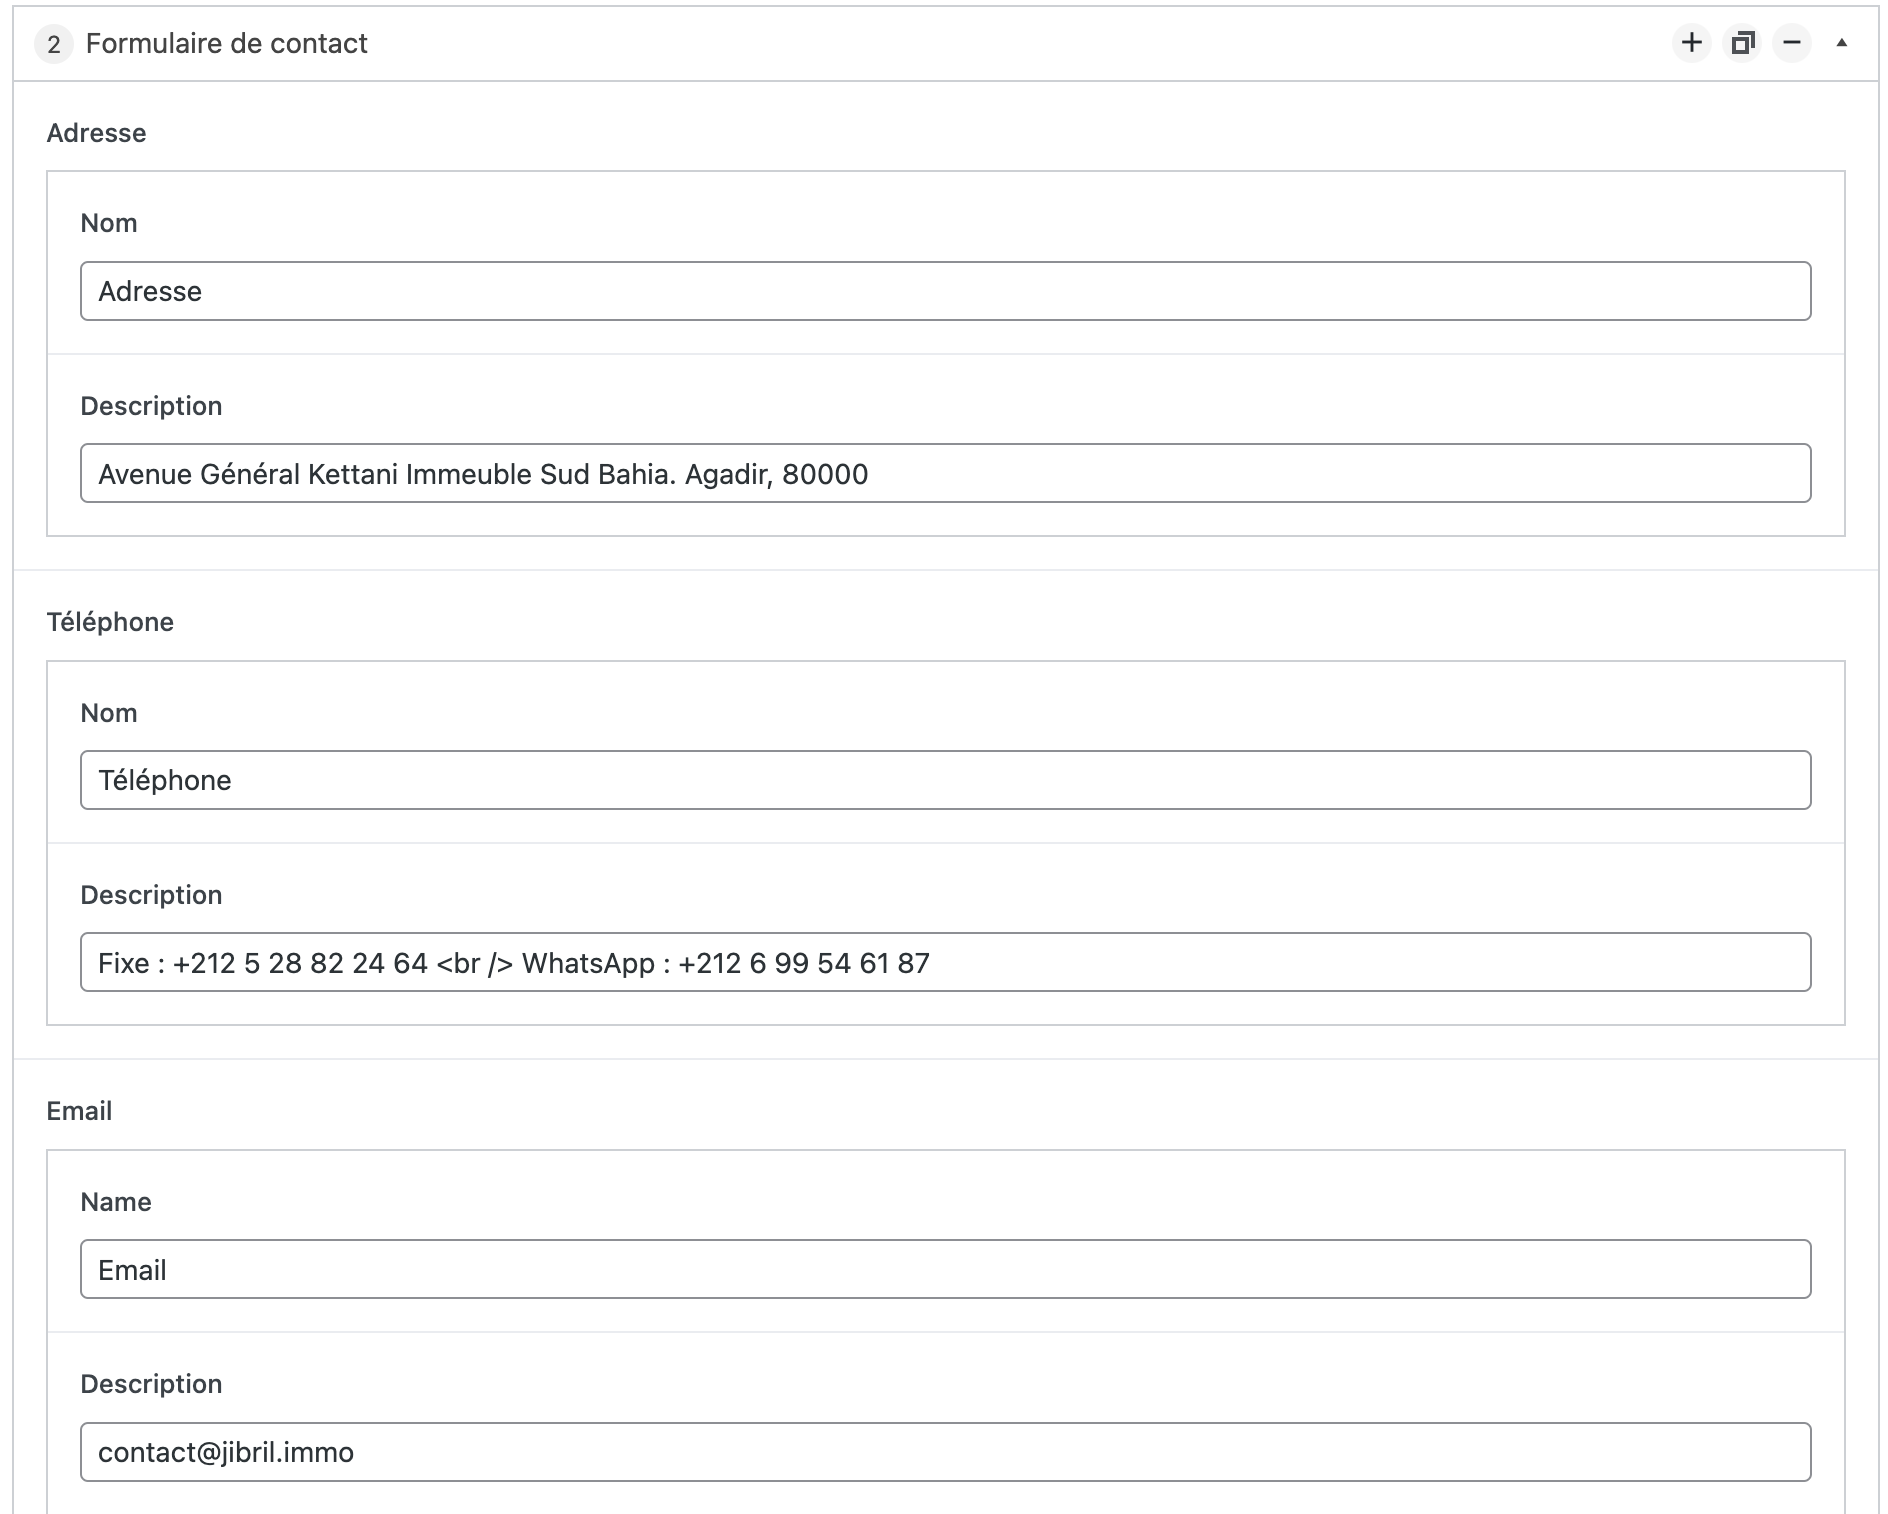 2 Formulaire de contact
Adresse
Nom
Adresse
Description
Avenue Général Kettani Immeuble Sud Bahia. Agadir, 80000
Téléphone
Nom
Téléphone
Description
Fixe : +212 5 28 82 24 64 <br /> WhatsApp : +212 6 99 54 61 87
Email
Name
Email
Description
contact@jibril.immo